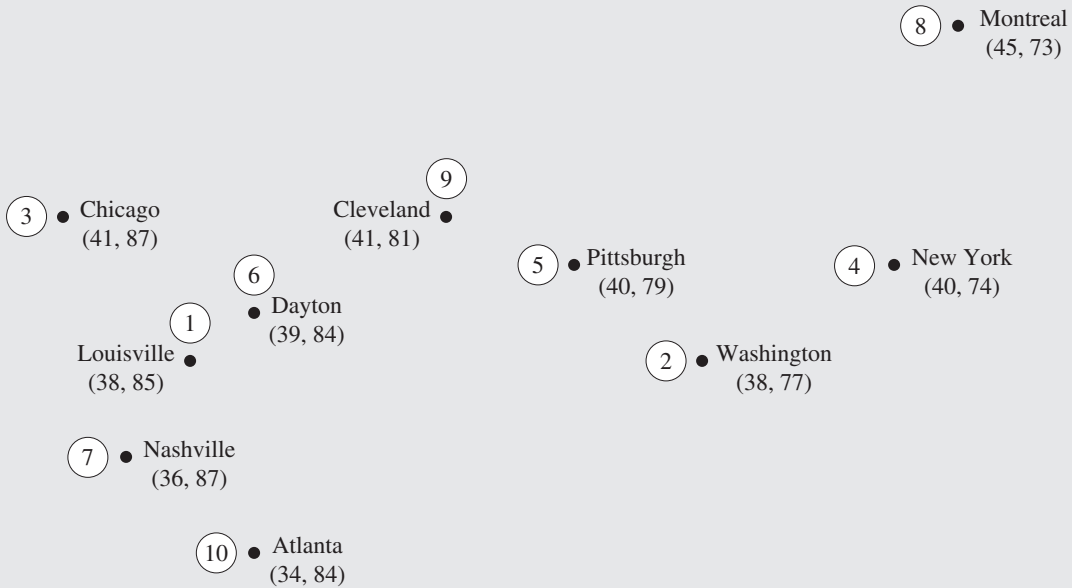 8
Montreal
(45, 73)
9
3
Chicago
(41, 87)
Cleveland
(41, 81)
6
5
Pittsburgh
(40, 79)
4
New York
(40, 74)
Dayton
(39, 84)
1
Louisville
(38, 85)
2
Washington
(38, 77)
7
Nashville
(36, 87)
10
Atlanta
(34, 84)